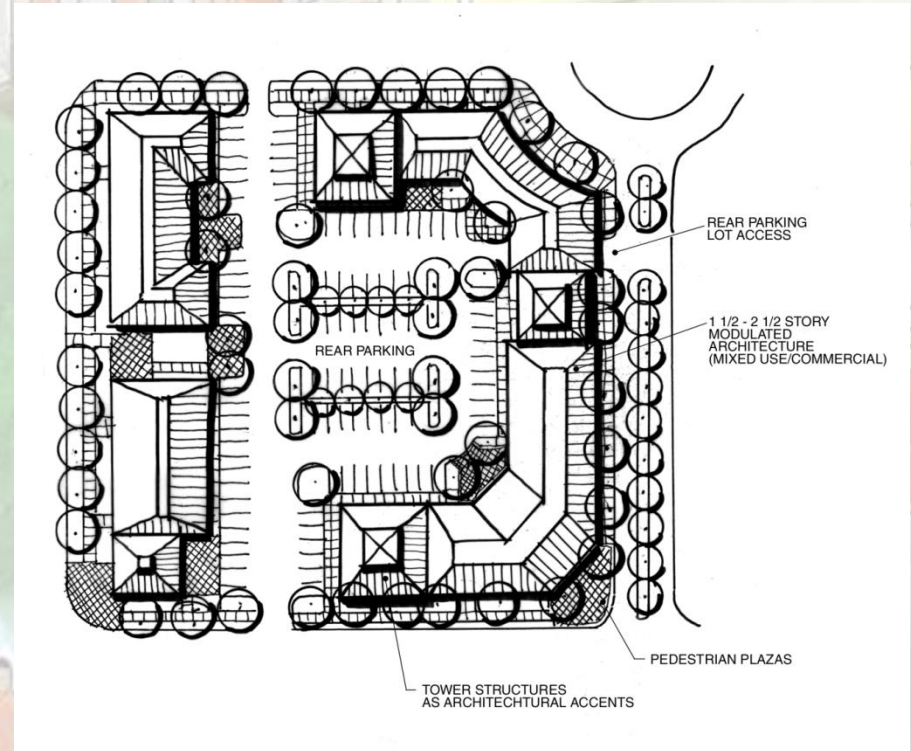 REAR PARKING
LOT ACCESS
1 1/2 - 2 1/2 STORY
MODULATED
ARCHITECTURE
(MIXED USE/COMMERCIAL)
REAR PARKING
PEDESTRIAN PLAZAS
TOWER STRUCTURES
AS ARCHITECHTURAL ACCENTS